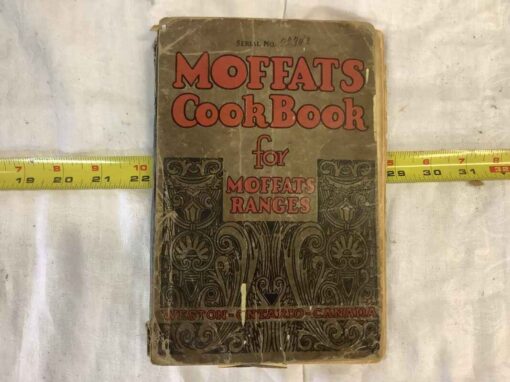 SERIAL No.
MOFFATS
CookBook
for
MOFFATS
RANGES
WESTON-ONTARIO-CANADA
7 8 9 10
19 20 21 22
6 7 8
29 30 31